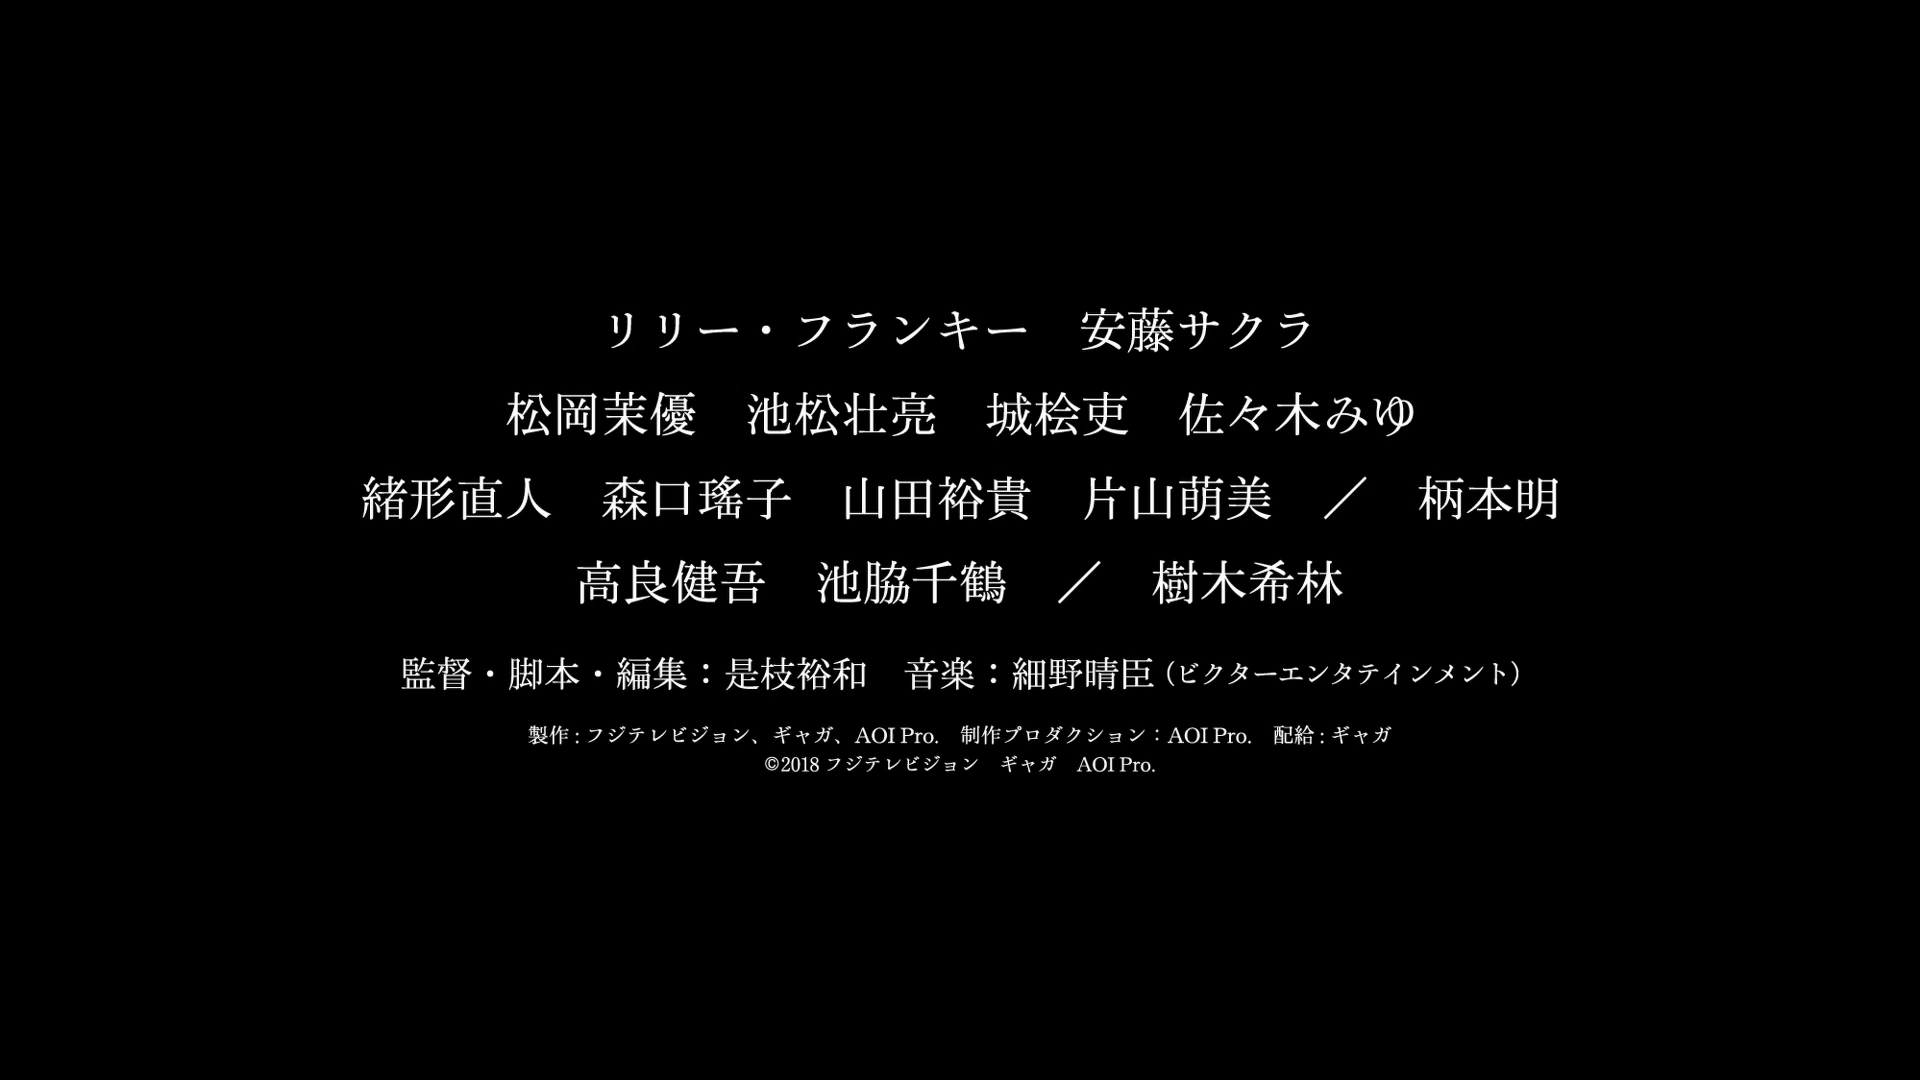 リリー・フランキー　安藤サクラ
松岡茉優　池松壮亮　城桧吏　佐々木みゆ
緒形直人　森口瑤子　山田裕貴　片山萌美　／　柄本明
高良健吾　池脇千鶴　／　樹木希林
監督・脚本・編集：是枝裕和　音楽：細野晴臣（ビクターエンタテインメント）
製作 : フジテレビジョン、ギャガ、AOI Pro.　制作プロダクション：AOI Pro.　配給 : ギャガ
©2018 フジテレビジョン　ギャガ　AOI Pro.